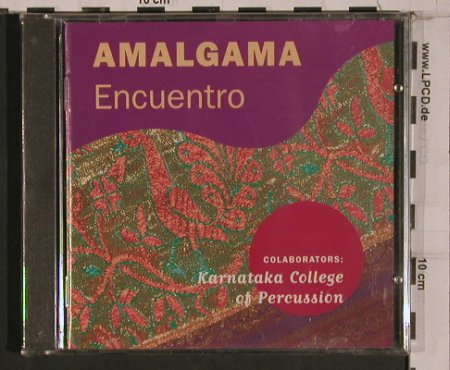 10 cm
AMALGAMA
Encuentro
COLABORATORS:
Karnataka College
of Percussion
www.LPCD.de
10 cm